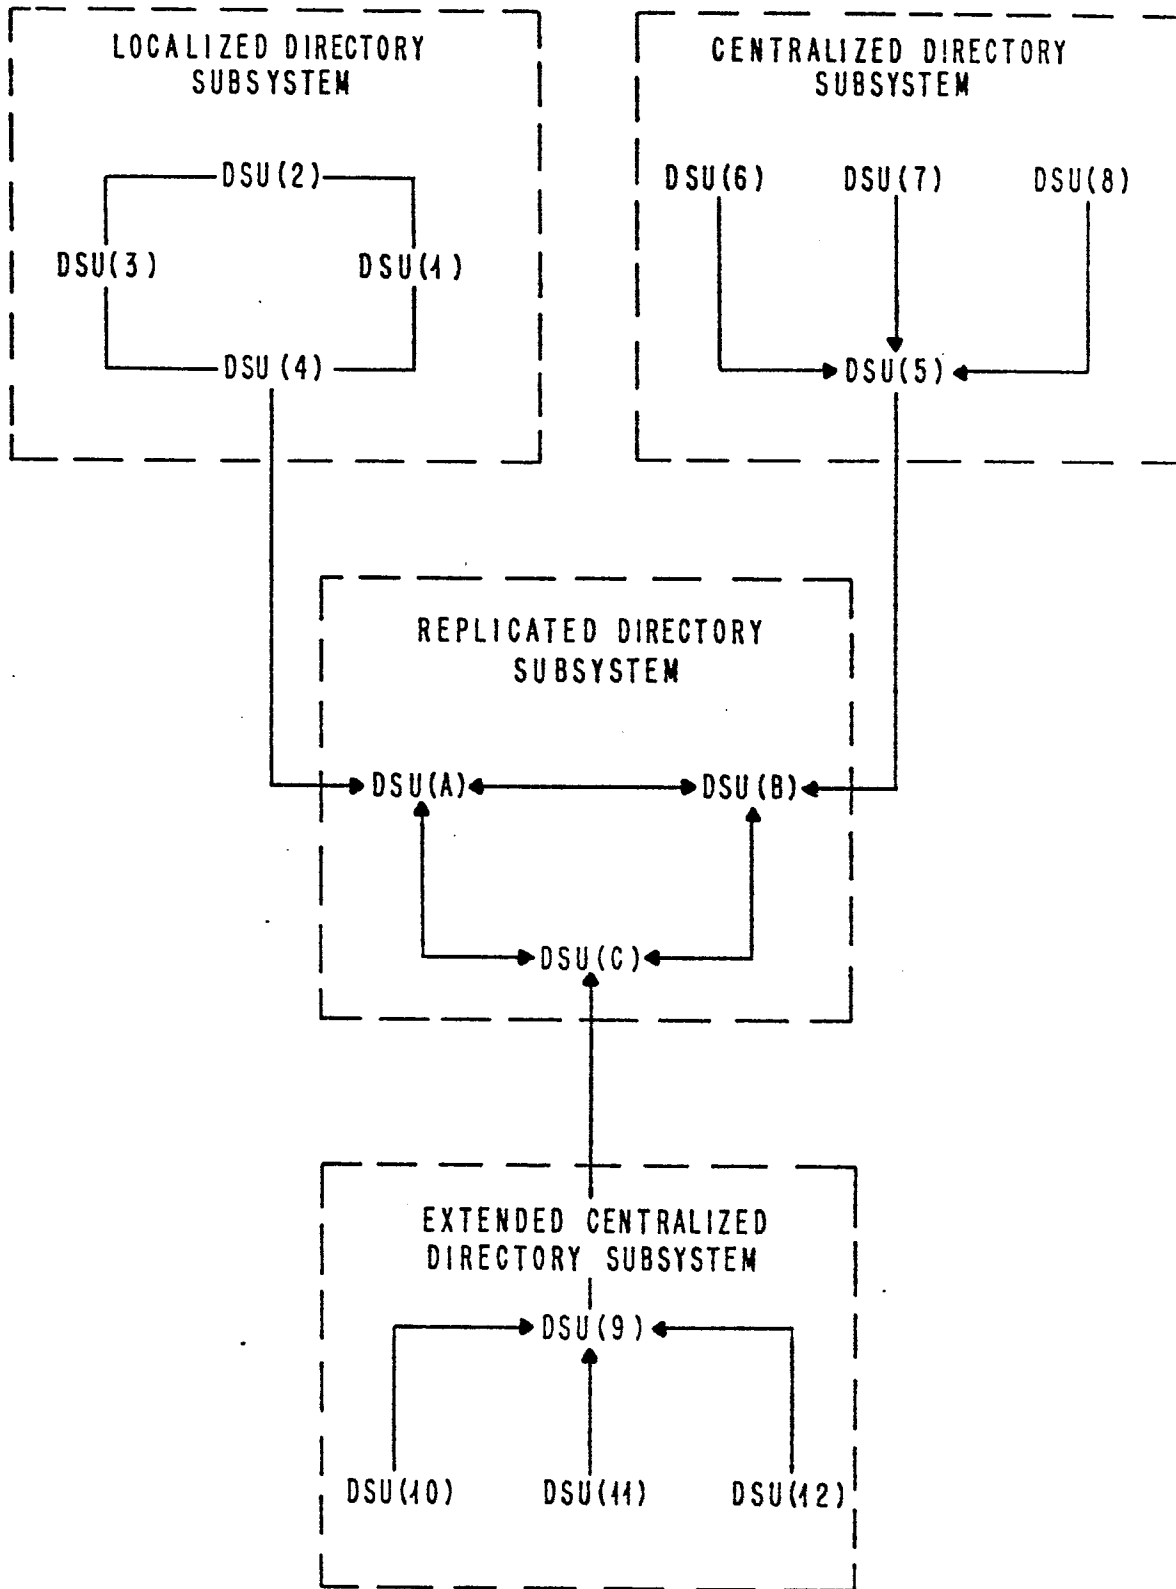 LOCALIZED DIRECTORY
SUBSYSTEM
DSU(2)
DSU(3)
DSU(1)
DSU(4)
CENTRALIZED DIRECTORY
SUBSYSTEM
DSU(6)
DSU(7)
DSU(8)
DSU(5)
REPLICATED DIRECTORY
SUBSYSTEM
DSU(A)
DSU(B)
DSU(C)
EXTENDED CENTRALIZED
DIRECTORY SUBSYSTEM
DSU(9)
DSU(10)
DSU(11)
DSU(12)